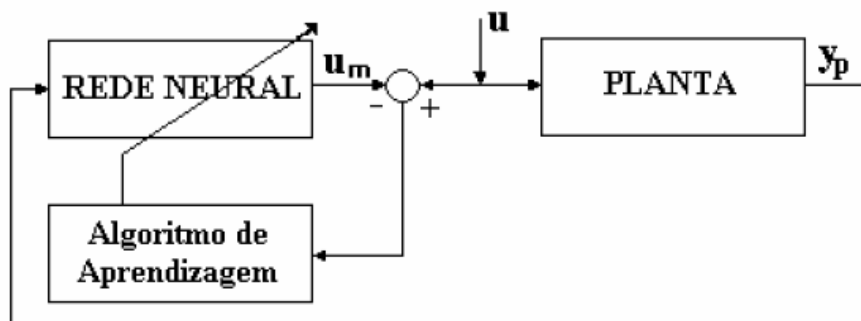 REDE NEURAL
u_m
-
+
u
PLANTA
y_p
Algoritmo de
Aprendizagem